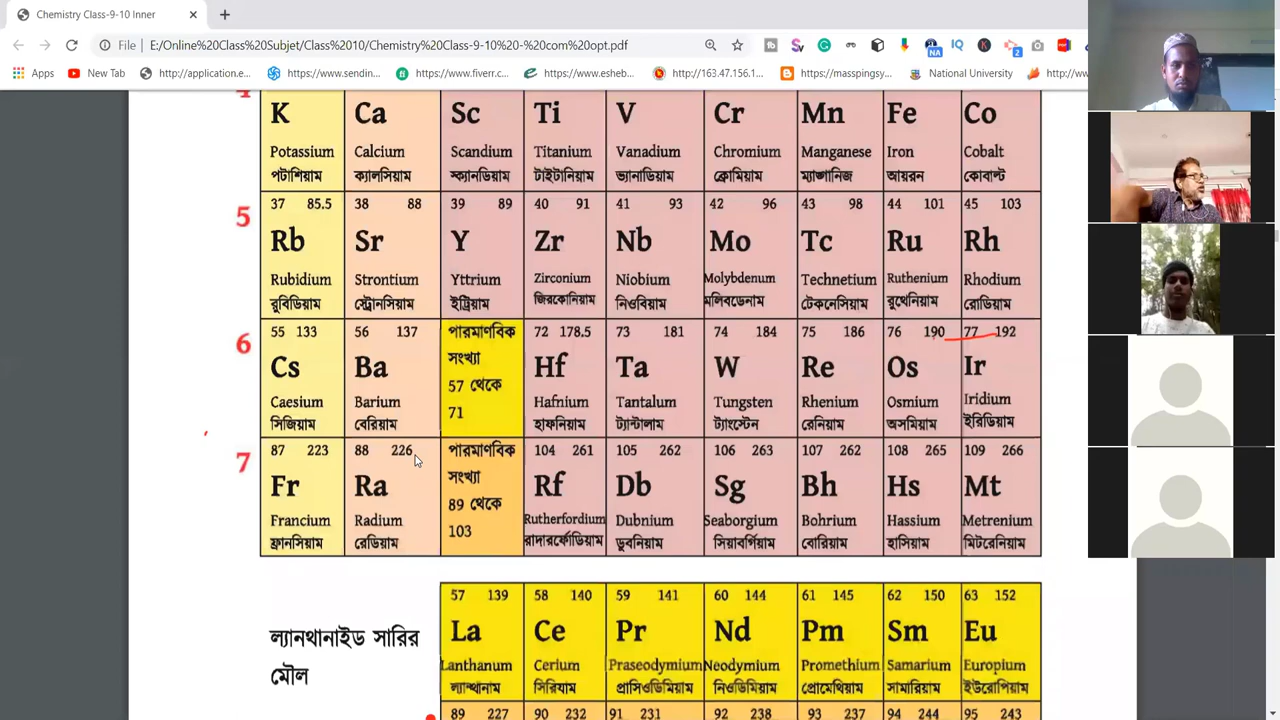 Chemistry Class-9-10 Inner
File
E:/Online%20Class%20Subjet/Class%20TII/Chemistry%20Class-9-10%20-%20com%20opt.pdf
Apps
New Tab
http://application.e...
https://www.sendin...
https://www.fiverr.c...
https://www.esheb...
http://163.47.156.1...
https://masspingsy...
National University
http://ww
K Ca Sc Ti V Cr Mn Fe Co
Potassium Calcium Scandium Titanium Vanadium Chromium Manganese Iron Cobalt
পটাশিয়াম ক্যালসিয়াম স্ক্যানডিয়াম টাইটানিয়াম ভ্যানাডিয়াম ক্রোমিয়াম ম্যাঙ্গানিজ আয়রন কোবাল্ট
5
37 85.5 38 88 39 89 40 91 41 93 42 96 43 98 44 101 45 103
Rb Sr Y Zr Nb Mo Tc Ru Rh
Rubidium Strontium Yttrium Zirconium Niobium Molybdenum Technetium Ruthenium Rhodium
রুবিডিয়াম স্ট্রোনসিয়াম ইট্রিয়াম জিরকোনিয়াম নিওবিয়াম মলিবডেনাম টেকনেসিয়াম রুথেনিয়াম রোডিয়াম
6
55 133 56 137 পারমাণবিক 72 178.5 73 181 74 184 75 186 76 190 77 192
Cs Ba সংখ্যা Hf Ta W Re Os Ir
57 থেকে
Caesium Barium 71 Hafnium Tantalum Tungsten Rhenium Osmium Iridium
সিজিয়াম বেরিয়াম হাফনিয়াম ট্যান্টালাম ট্যাংস্টেন রেনিয়াম অসমিয়াম ইরিডিয়াম
7
87 223 88 226 পারমাণবিক 104 261 105 262 106 263 107 262 108 265 109 266
Fr Ra সংখ্যা Rf Db Sg Bh Hs Mt
89 থেকে
Francium Radium 103 Rutherfordium Dubnium Seaborgium Bohrium Hassium Metrenium
ফ্রানসিয়াম রেডিয়াম রাদারর্ফোডিয়াম ডুবনিয়াম সিয়াবর্গিয়াম বোরিয়াম হাসিয়াম মিটরেনিয়াম
57 139 58 140 59 141 60 144 61 145 62 150 63 152
ল্যানথানাইড সারির
মৌল
La Ce Pr Nd Pm Sm Eu
Lanthanum Cerium Praseodymium Neodymium Promethium Samarium Europium
ল্যান্থানাম সিরিয়াম প্রাসিওডিমিয়াম নিওডিমিয়াম প্রোমেথিয়াম সামারিয়াম ইউরোপিয়াম
89 227 90 232 91 231 92 238 93 237 94 244 95 243